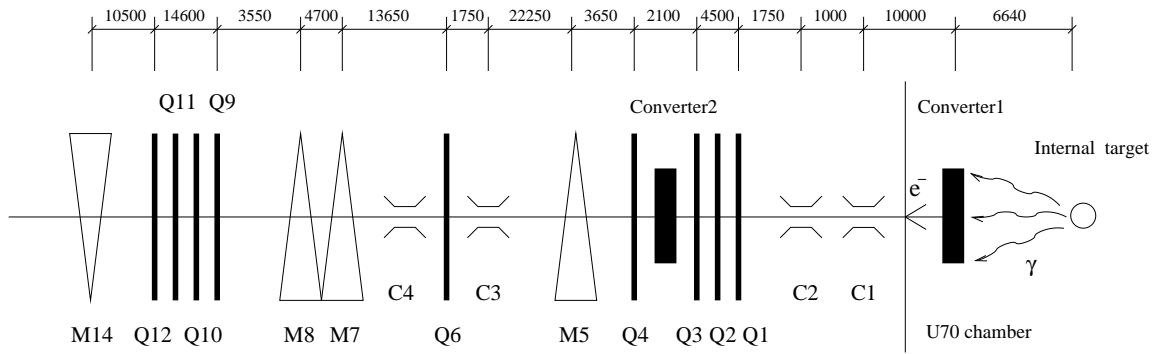 10500 14600 3550 4700 13650 1750 22250 3650 2100 4500 1750 1000 10000 6640
Q11 Q9 Converter2 Converter1
Internal target
e−
γ
C4 C3 C2 C1
M14 Q12 Q10 M8 M7 Q6 M5 Q4 Q3 Q2 Q1 U70 chamber